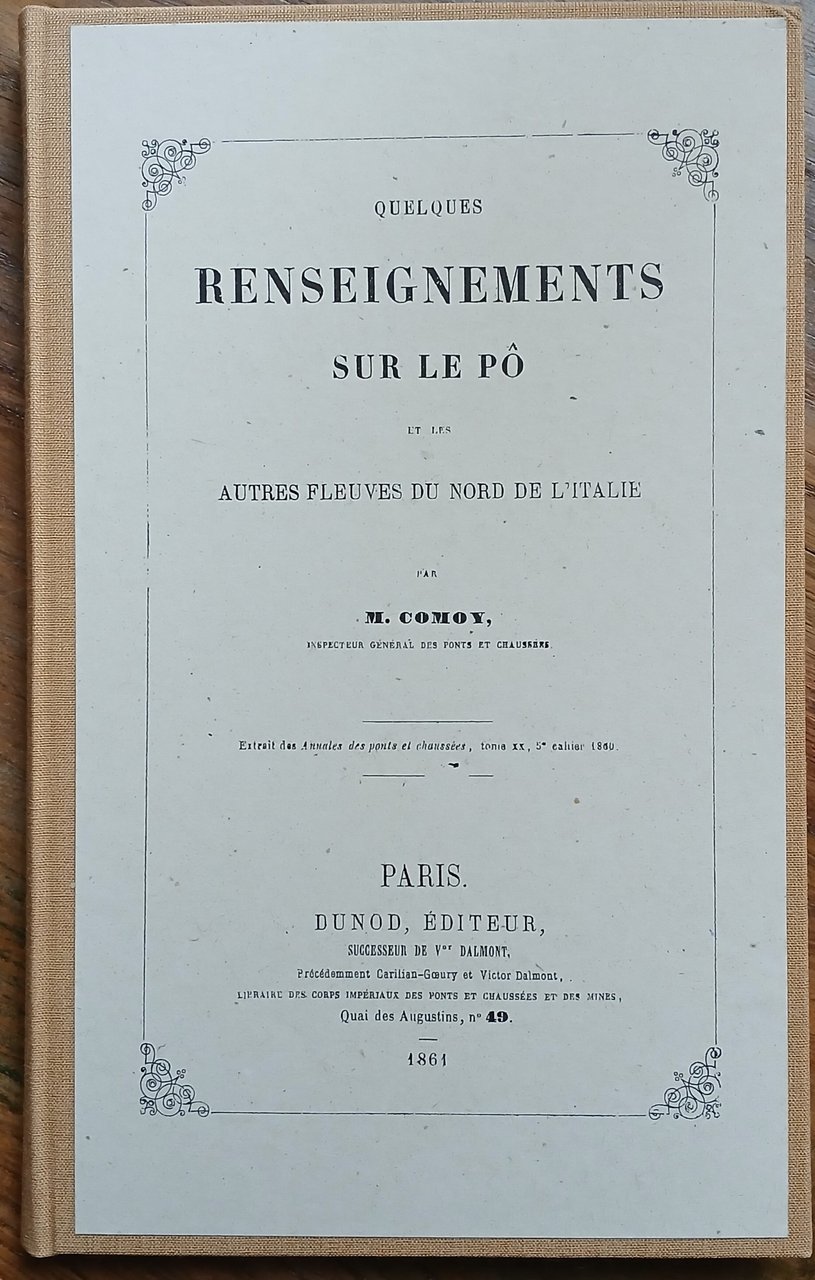 QUELQUES
RENSEIGNEMENTS
SUR LE PÔ
ET LES
AUTRES FLEUVES DU NORD DE L'ITALIE
PAR
M. COMOY,
INSPECTEUR GÉNÉRAL DES PONTS ET CHAUSSÉES.
Extrait des Annales des ponts et chaussées, tome XX, 5e cahier 1860.
PARIS.
DUNOD, ÉDITEUR,
SUCCESSEUR DE Vor DALMONT,
Précédemment Carilian-Gœury et Victor Dalmont,
LIBRAIRE DES CORPS IMPÉRIAUX DES PONTS ET CHAUSSÉES ET DES MINES,
Quai des Augustins, n° 49.
1861